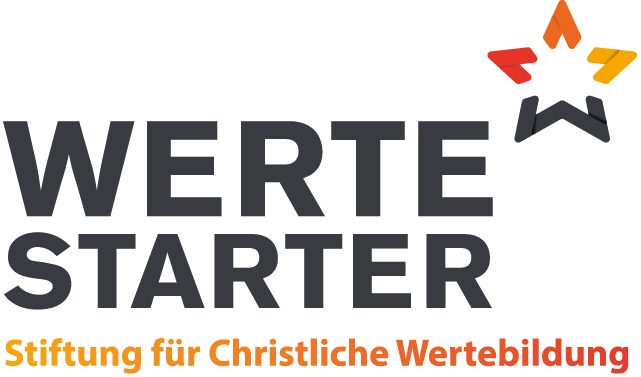 WERTE
STARTER
Stiftung für Christliche Wertebildung